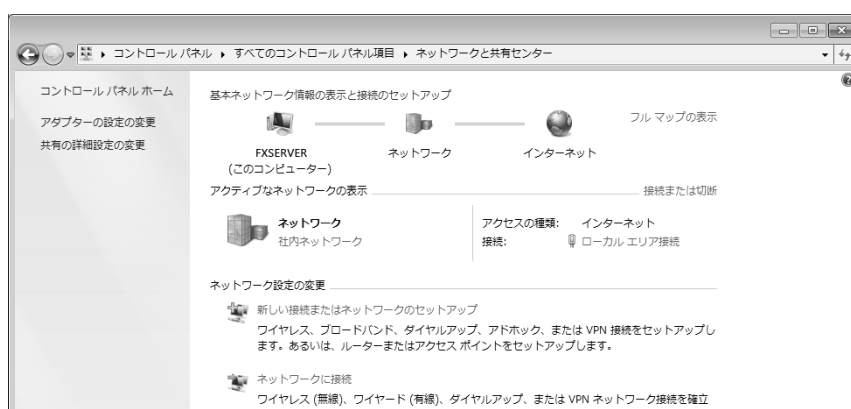 コントロール パネル ▸ すべてのコントロール パネル項目 ▸ ネットワークと共有センター
コントロール パネル ホーム
アダプターの設定の変更
共有の詳細設定の変更
基本ネットワーク情報の表示と接続のセットアップ
フル マップの表示
FXSERVER
(このコンピューター)
ネットワーク
インターネット
アクティブなネットワークの表示
接続または切断
ネットワーク
社内ネットワーク
アクセスの種類: インターネット
接続: ローカル エリア接続
ネットワーク設定の変更
新しい接続またはネットワークのセットアップ
ワイヤレス、ブロードバンド、ダイヤルアップ、アドホック、または VPN 接続をセットアップし
ます。あるいは、ルーターまたはアクセス ポイントをセットアップします。
ネットワークに接続
ワイヤレス (無線)、ワイヤード (有線)、ダイヤルアップ、または VPN ネットワーク接続を確立